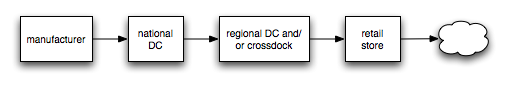 manufacturer
national
DC
regional DC and/
or crossdock
retail
store